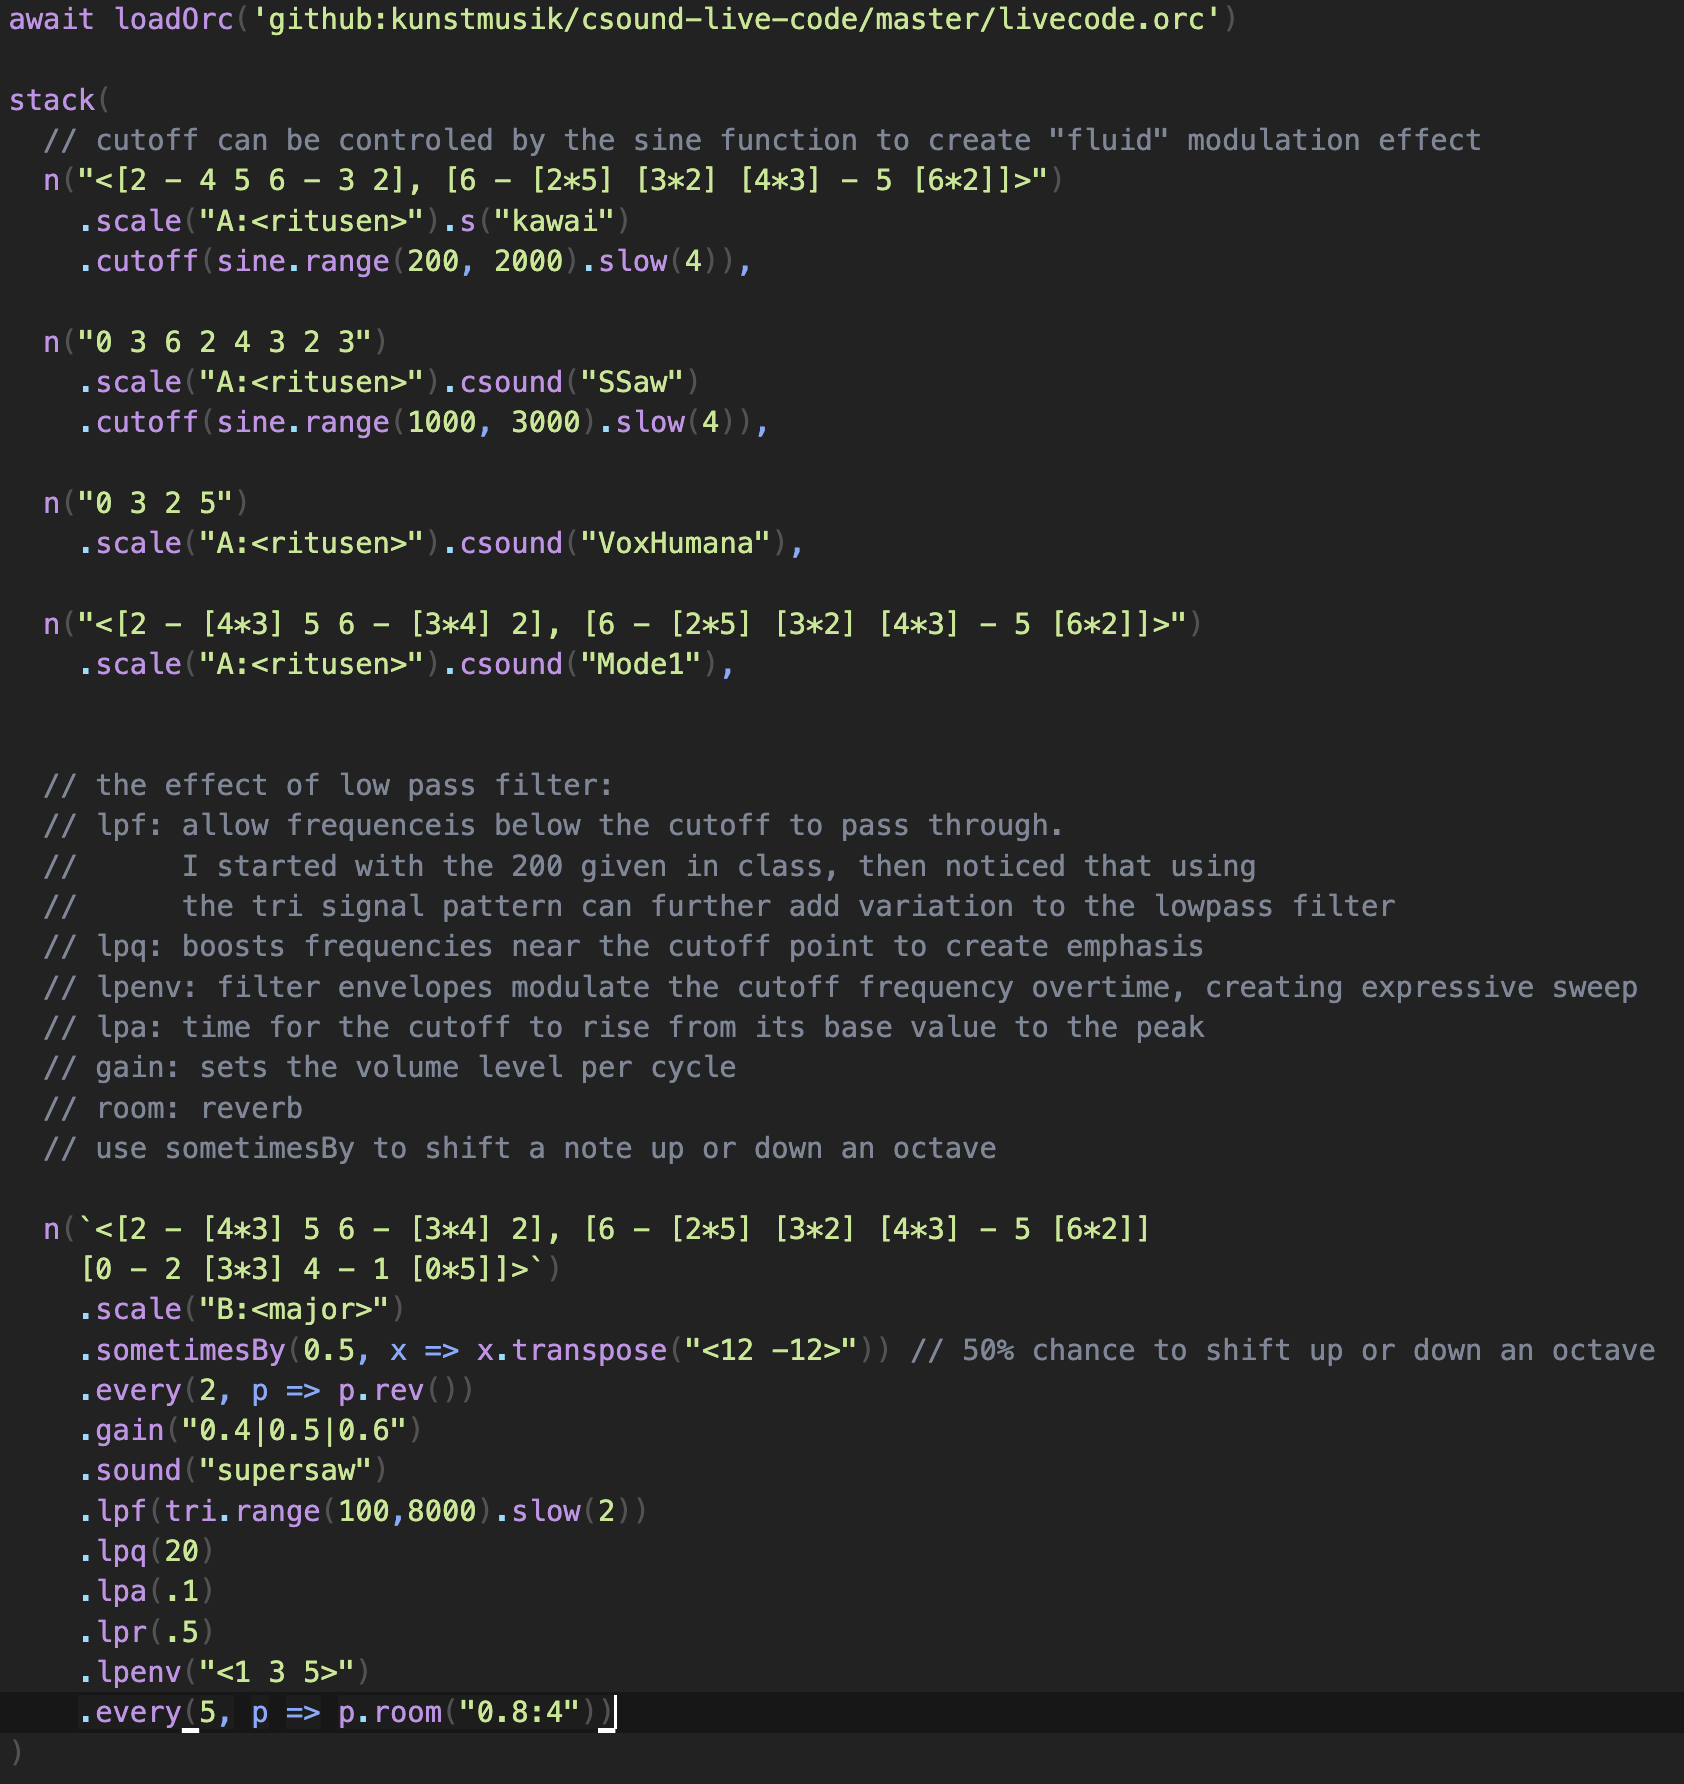 await loadOrc('github:kunstmusik/csound-live-code/master/livecode.orc')
stack(
// cutoff can be controled by the sine function to create "fluid" modulation effect
n("<[2 - 4 5 6 - 3 2], [6 - [2*5] [3*2] [4*3] - 5 [6*2]]>")
.scale("A:<ritusen>").s("kawai")
.cutoff(sine.range(200, 2000).slow(4)),
n("0 3 6 2 4 3 2 3")
.scale("A:<ritusen>").csound("SSaw")
.cutoff(sine.range(1000, 3000).slow(4)),
n("0 3 2 5")
.scale("A:<ritusen>").csound("VoxHumana"),
n("<[2 - [4*3] 5 6 - [3*4] 2], [6 - [2*5] [3*2] [4*3] - 5 [6*2]]>")
.scale("A:<ritusen>").csound("Mode1"),
// the effect of low pass filter:
// lpf: allow frequenceis below the cutoff to pass through.
//      I started with the 200 given in class, then noticed that using
//      the tri signal pattern can further add variation to the lowpass filter
// lpq: boosts frequencies near the cutoff point to create emphasis
// lpenv: filter envelopes modulate the cutoff frequency overtime, creating expressive sweep
// lpa: time for the cutoff to rise from its base value to the peak
// gain: sets the volume level per cycle
// room: reverb
// use sometimesBy to shift a note up or down an octave
n(`<[2 - [4*3] 5 6 - [3*4] 2], [6 - [2*5] [3*2] [4*3] - 5 [6*2]]
[0 - 2 [3*3] 4 - 1 [0*5]]>`)
.scale("B:<major>")
.sometimesBy(0.5, x => x.transpose("<12 -12>")) // 50% chance to shift up or down an octave
.every(2, p => p.rev())
.gain("0.4|0.5|0.6")
.sound("supersaw")
.lpf(tri.range(100,8000).slow(2))
.lpq(20)
.lpa(.1)
.lpr(.5)
.lpenv("<1 3 5>")
.every(5, p => p.room("0.8:4"))
)